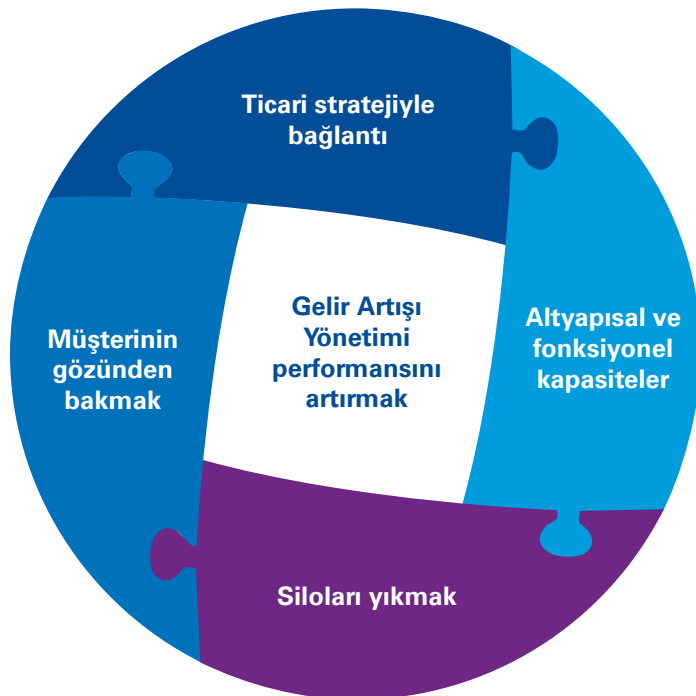 Ticari stratejiyle
bağlantı
Müşterinin
gözünden
bakmak
Gelir Artışı
Yönetimi
performansını
artırmak
Altyapısal ve
fonksiyonel
kapasiteler
Siloları yıkmak